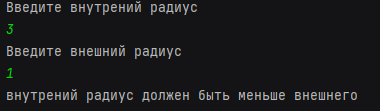 Введите внутрений радиус
3
Введите внешний радиус
1
внутрений радиус должен быть меньше внешнего